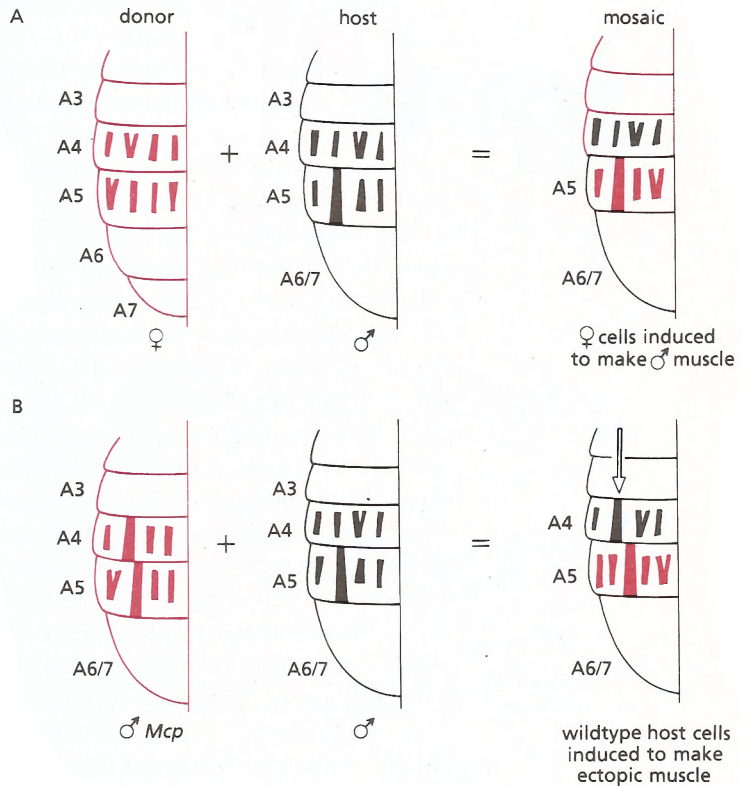 A
donor
host
mosaic
A3
A4
A5
A6
A7
♀
+
A3
A4
A5
A6/7
♂
=
A5
A6/7
♀ cells induced
to make ♂ muscle
B
A3
A4
A5
A6/7
♂ Mcp
+
A3
A4
A5
A6/7
♂
=
A4
A5
A6/7
wildtype host cells
induced to make
ectopic muscle